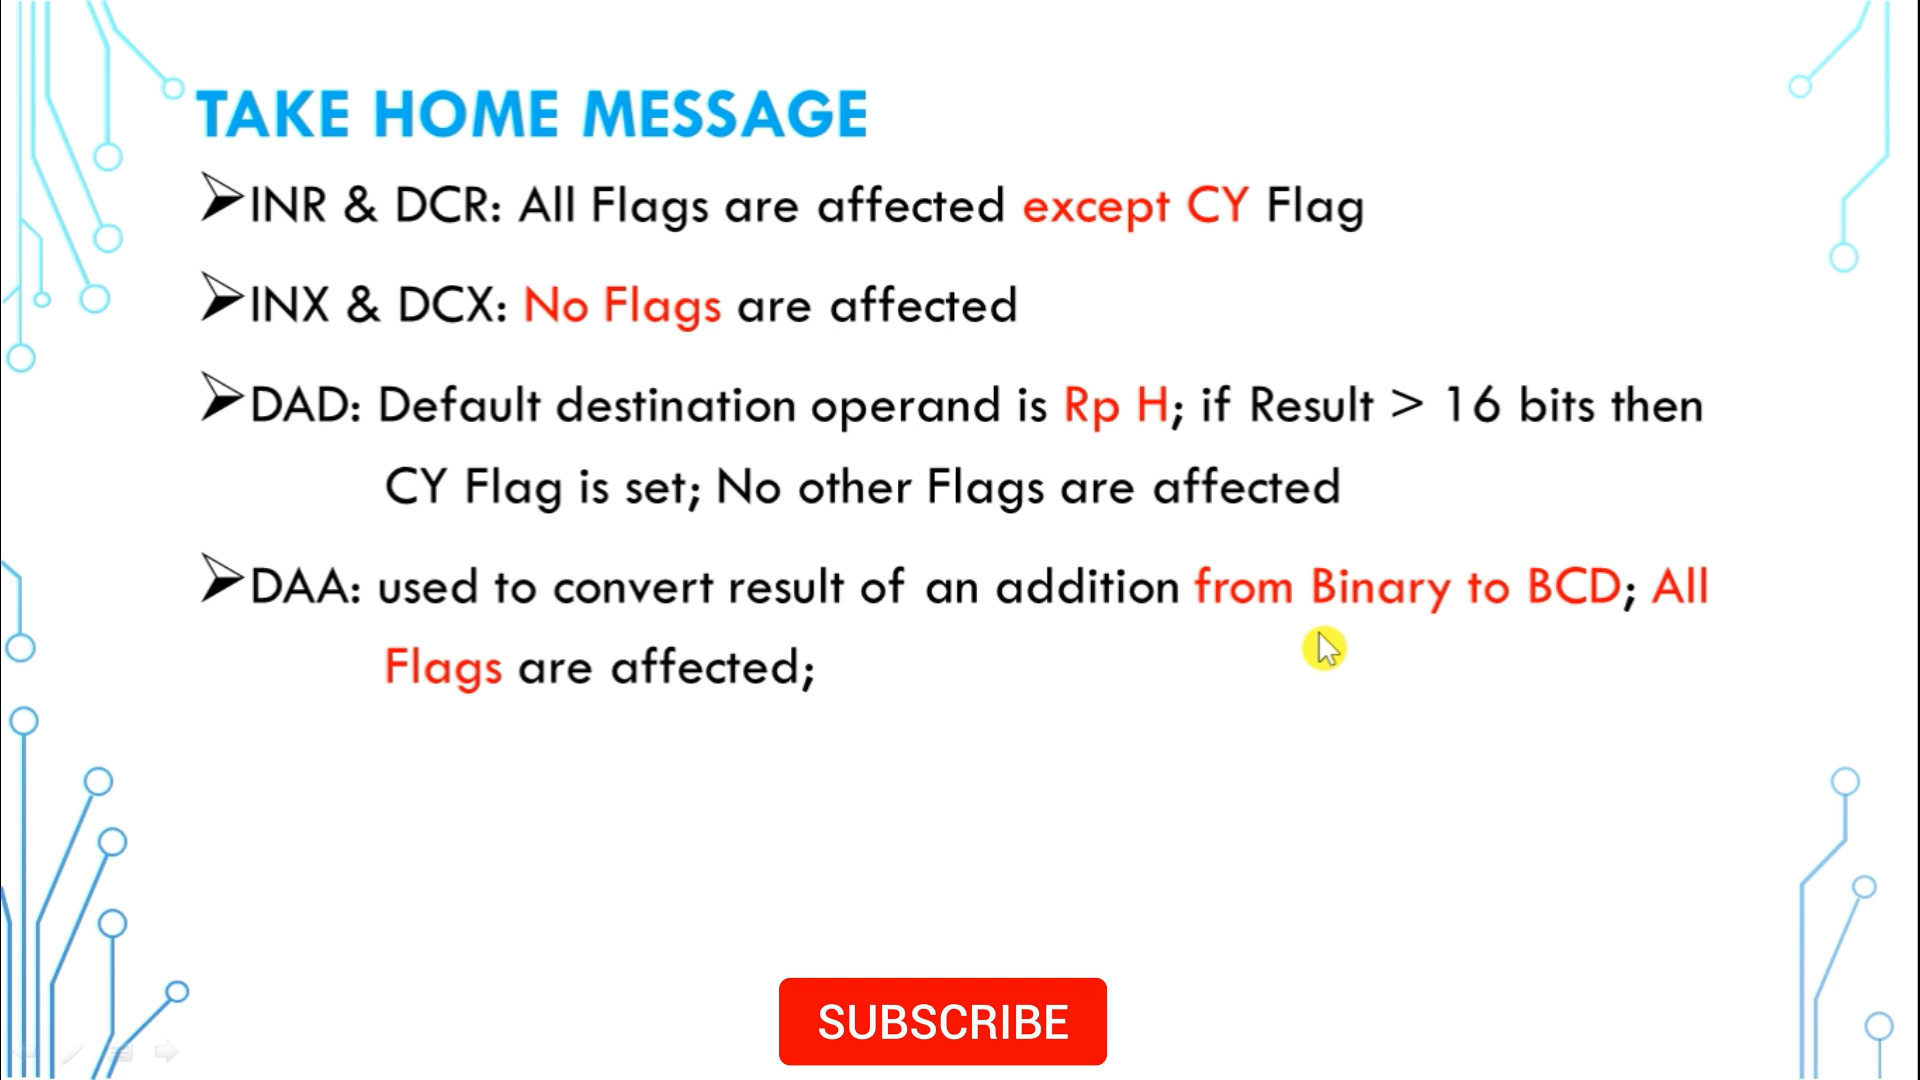 TAKE HOME MESSAGE
➢INR & DCR: All Flags are affected except CY Flag
➢INX & DCX: No Flags are affected
➢DAD: Default destination operand is Rp H; if Result > 16 bits then
CY Flag is set; No other Flags are affected
➢DAA: used to convert result of an addition from Binary to BCD; All
Flags are affected;
SUBSCRIBE